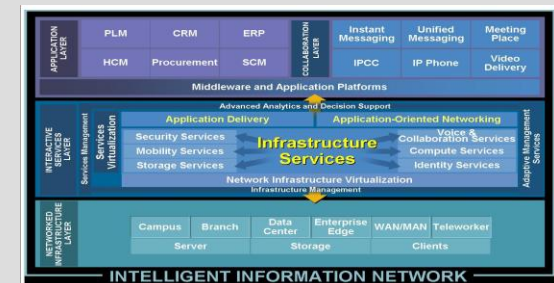 APPLICATION LAYER
PLM CRM ERP
HCM Procurement SCM
COLLABORATION LAYER
Instant Messaging Unified Messaging Meeting Place
IPCC IP Phone Video Delivery
Middleware and Application Platforms
INTERACTIVE SERVICES LAYER
Services Management
Services Virtualization
Advanced Analytics and Decision Support
Application Delivery Application-Oriented Networking
Security Services Voice & Collaboration Services
Infrastructure Services
Mobility Services Compute Services
Storage Services Identity Services
Network Infrastructure Virtualization
Infrastructure Management
Adaptive Management Services
NETWORKED INFRASTRUCTURE LAYER
Campus Branch Data Center Enterprise Edge WAN/MAN Teleworker
Server Storage Clients
INTELLIGENT INFORMATION NETWORK